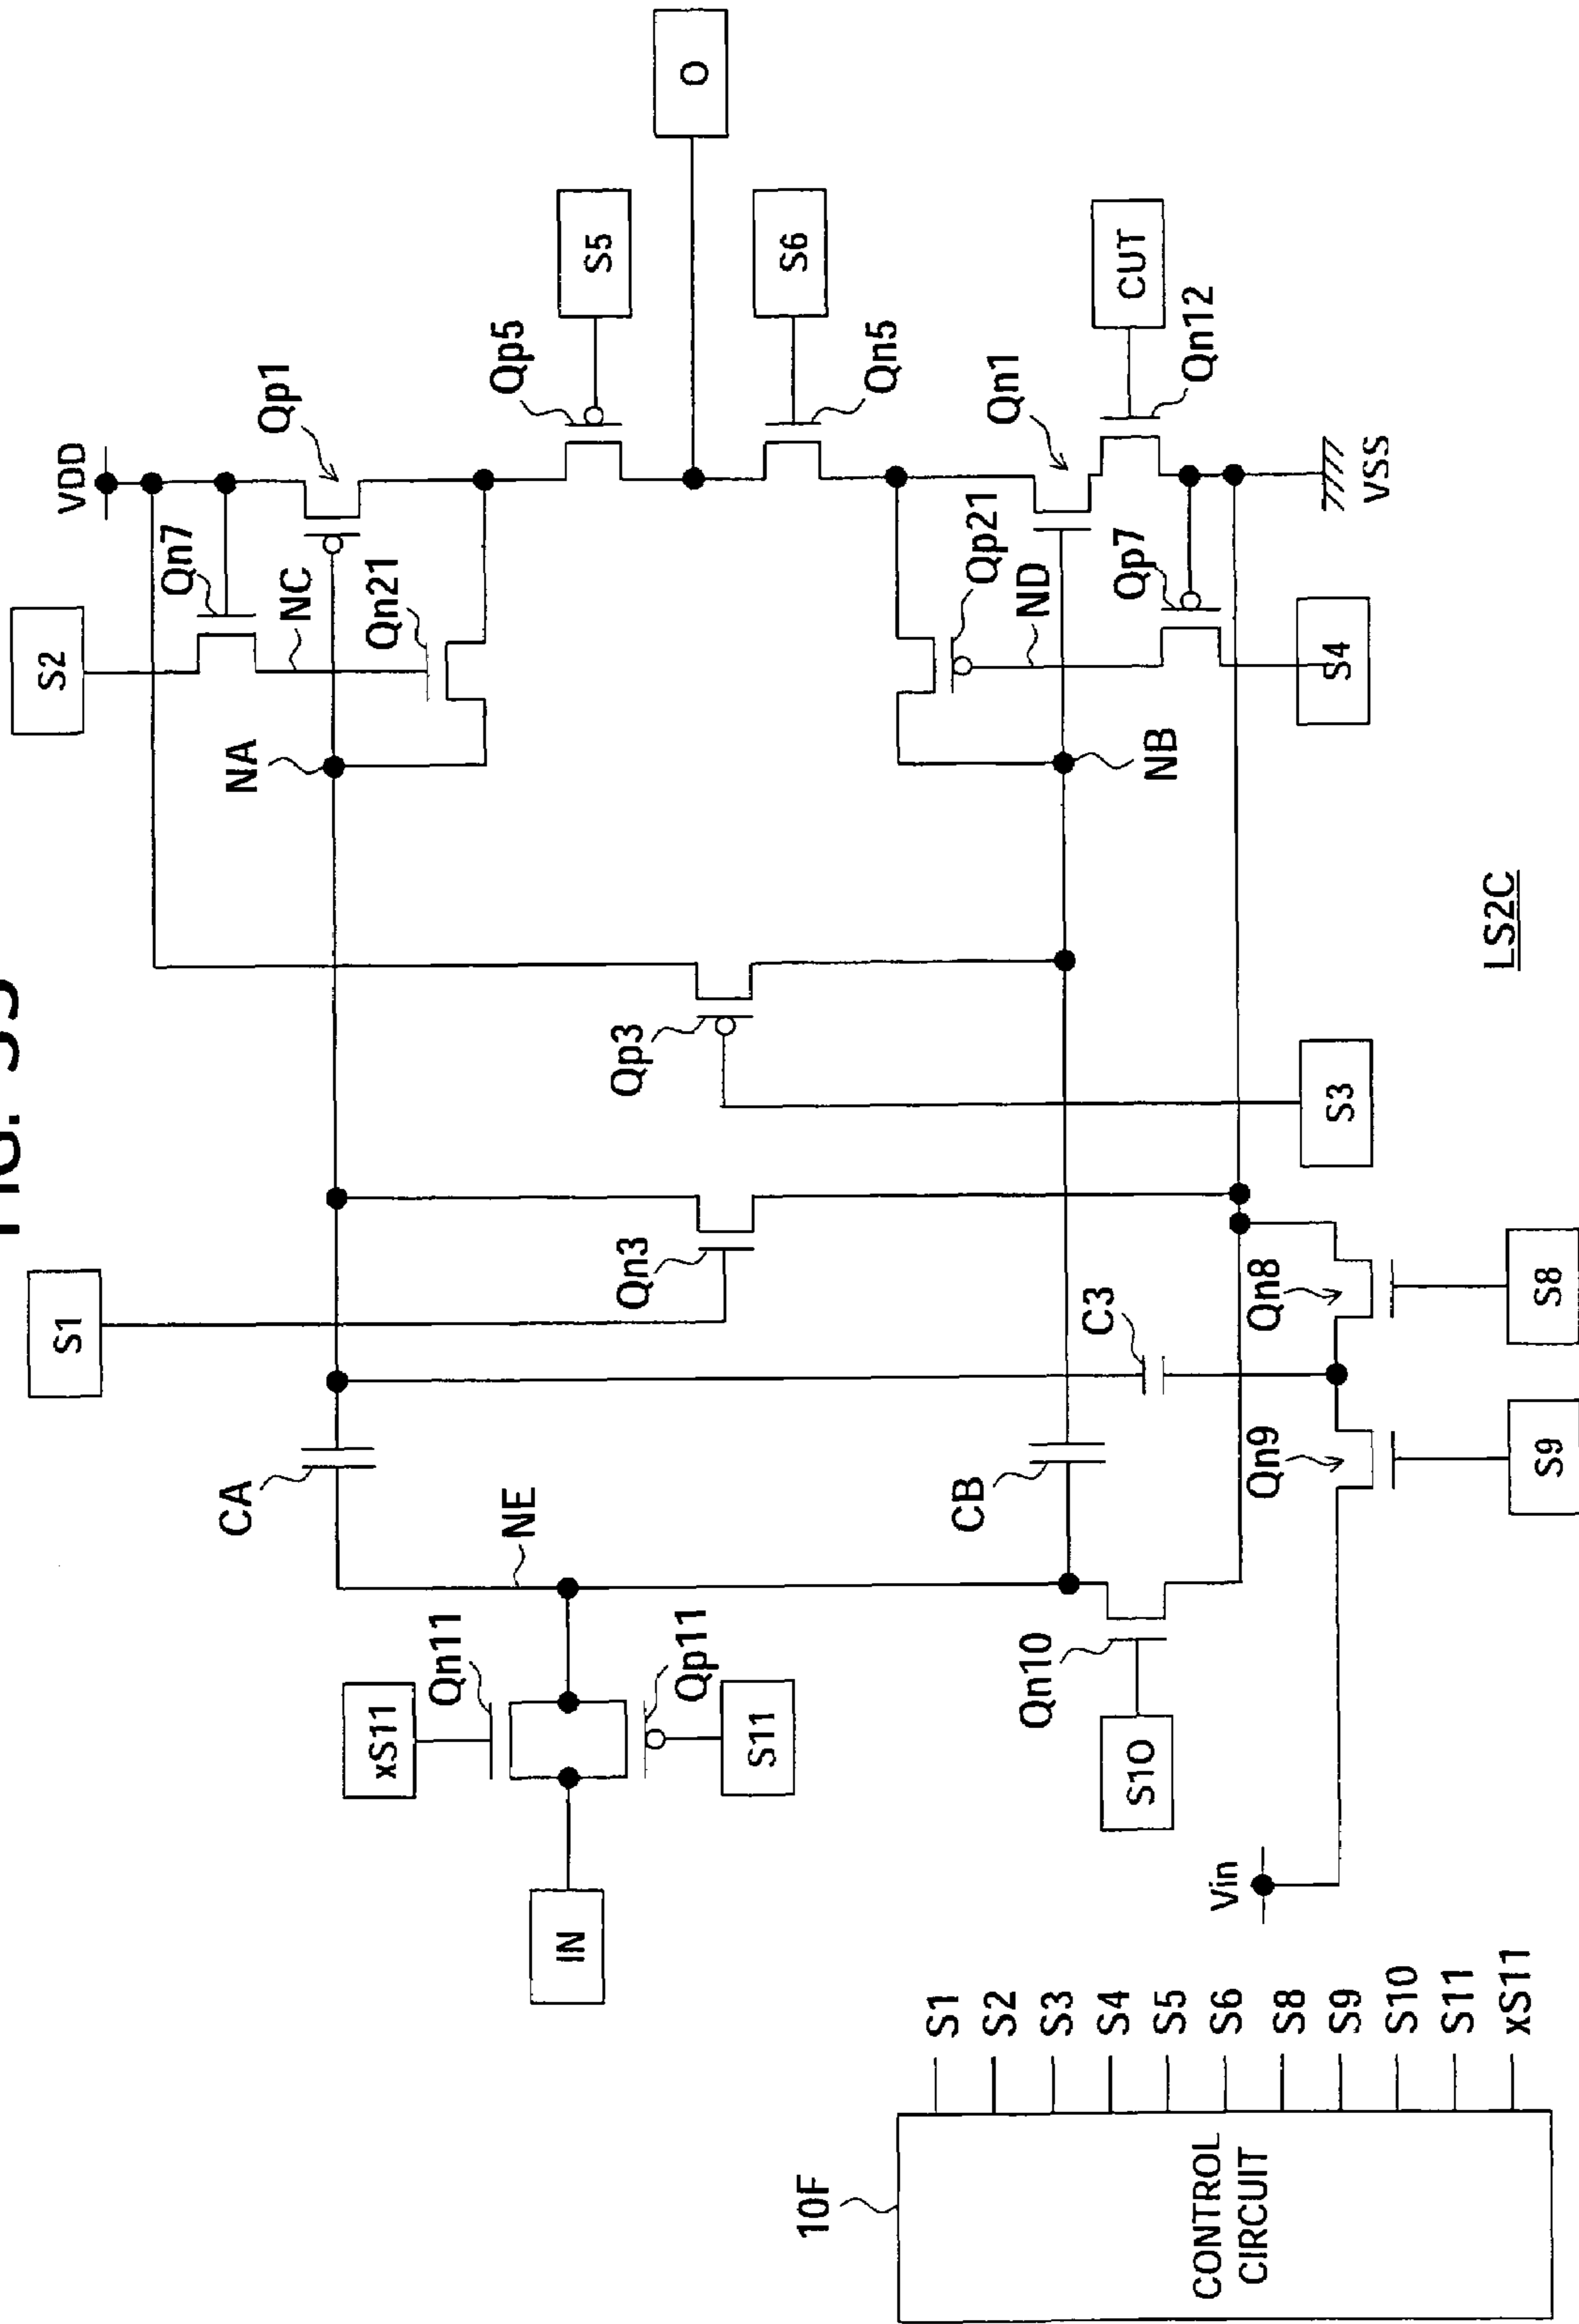 S1
S2
VDD
Qn7
Qp1
NC
Qn21
NA
CA
NE
xS11
Qn11
IN
Qp11
S11
Qn3
Qp3
Qp5
S5
O
S6
Qn5
Qp21
ND
NB
Qn1
CUT
Qn12
Qp7
VSS
S4
S3
C3
CB
Qn10
S10
Qn9
Qn8
S9
S8
Vin
LS2C
10F
CONTROL
CIRCUIT
S1
S2
S3
S4
S5
S6
S8
S9
S10
S11
xS11